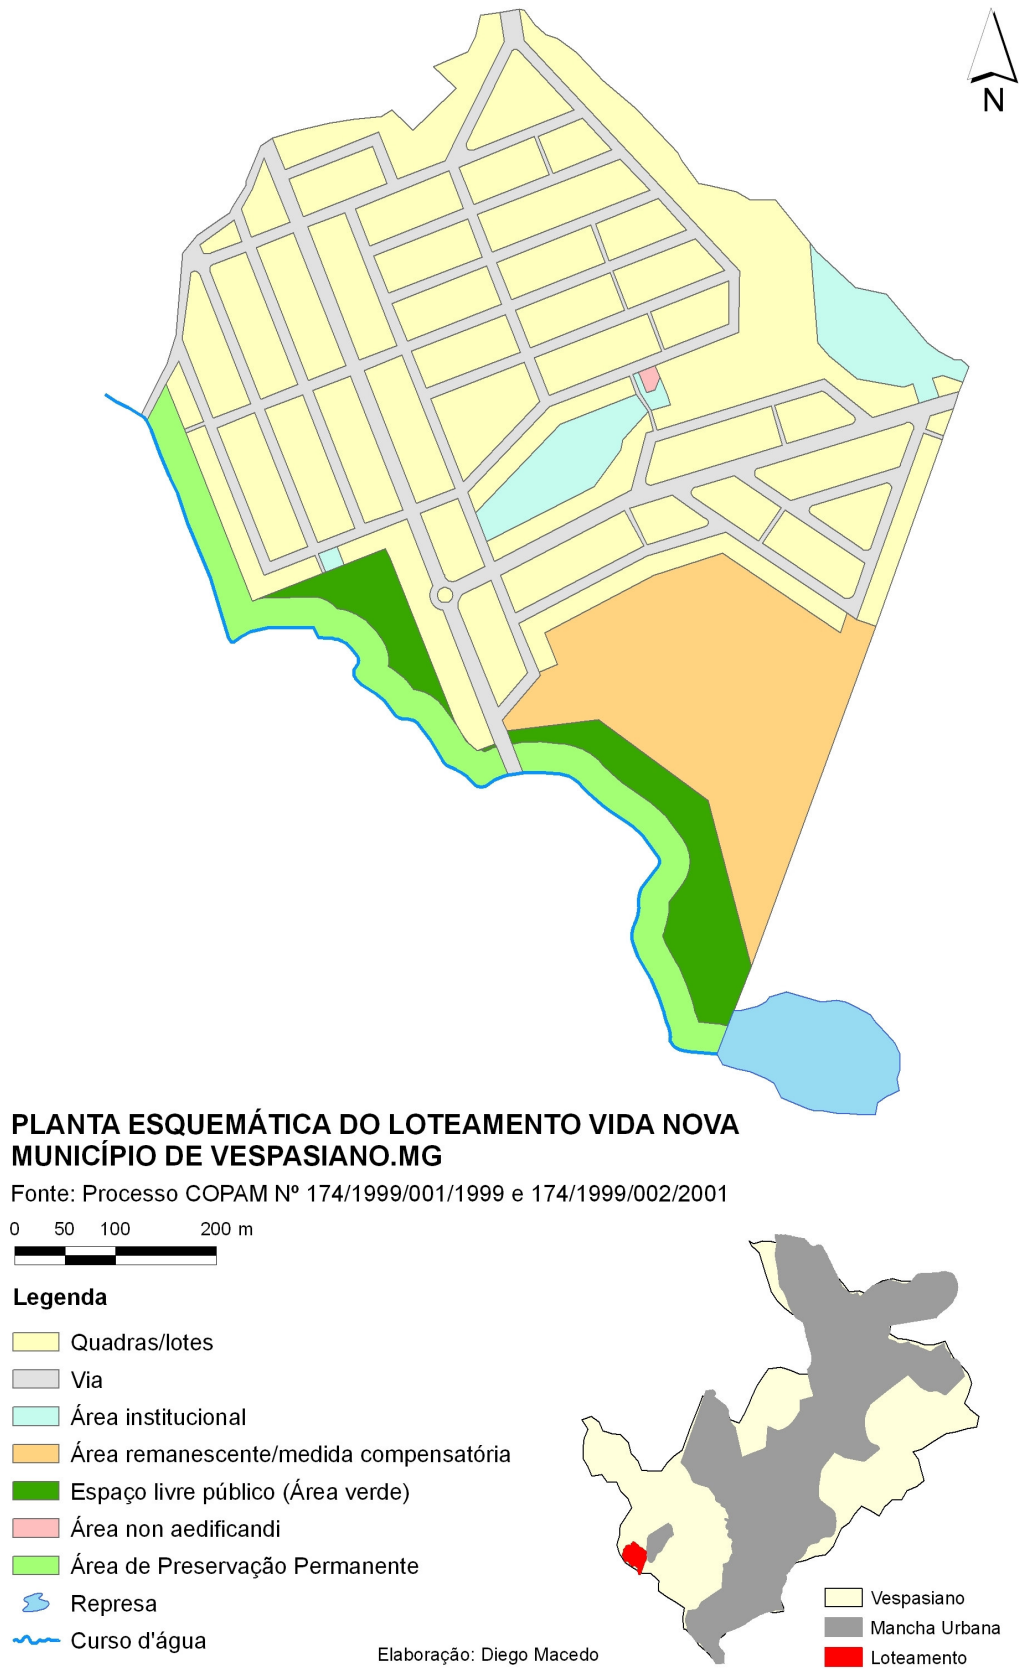 N
PLANTA ESQUEMÁTICA DO LOTEAMENTO VIDA NOVA
MUNICÍPIO DE VESPASIANO.MG
Fonte: Processo COPAM Nº 174/1999/001/1999 e 174/1999/002/2001
0 50 100 200 m
Legenda
Quadras/lotes
Via
Área institucional
Área remanescente/medida compensatória
Espaço livre público (Área verde)
Área non aedificandi
Área de Preservação Permanente
Represa
Curso d'água
Elaboração: Diego Macedo
Vespasiano
Mancha Urbana
Loteamento